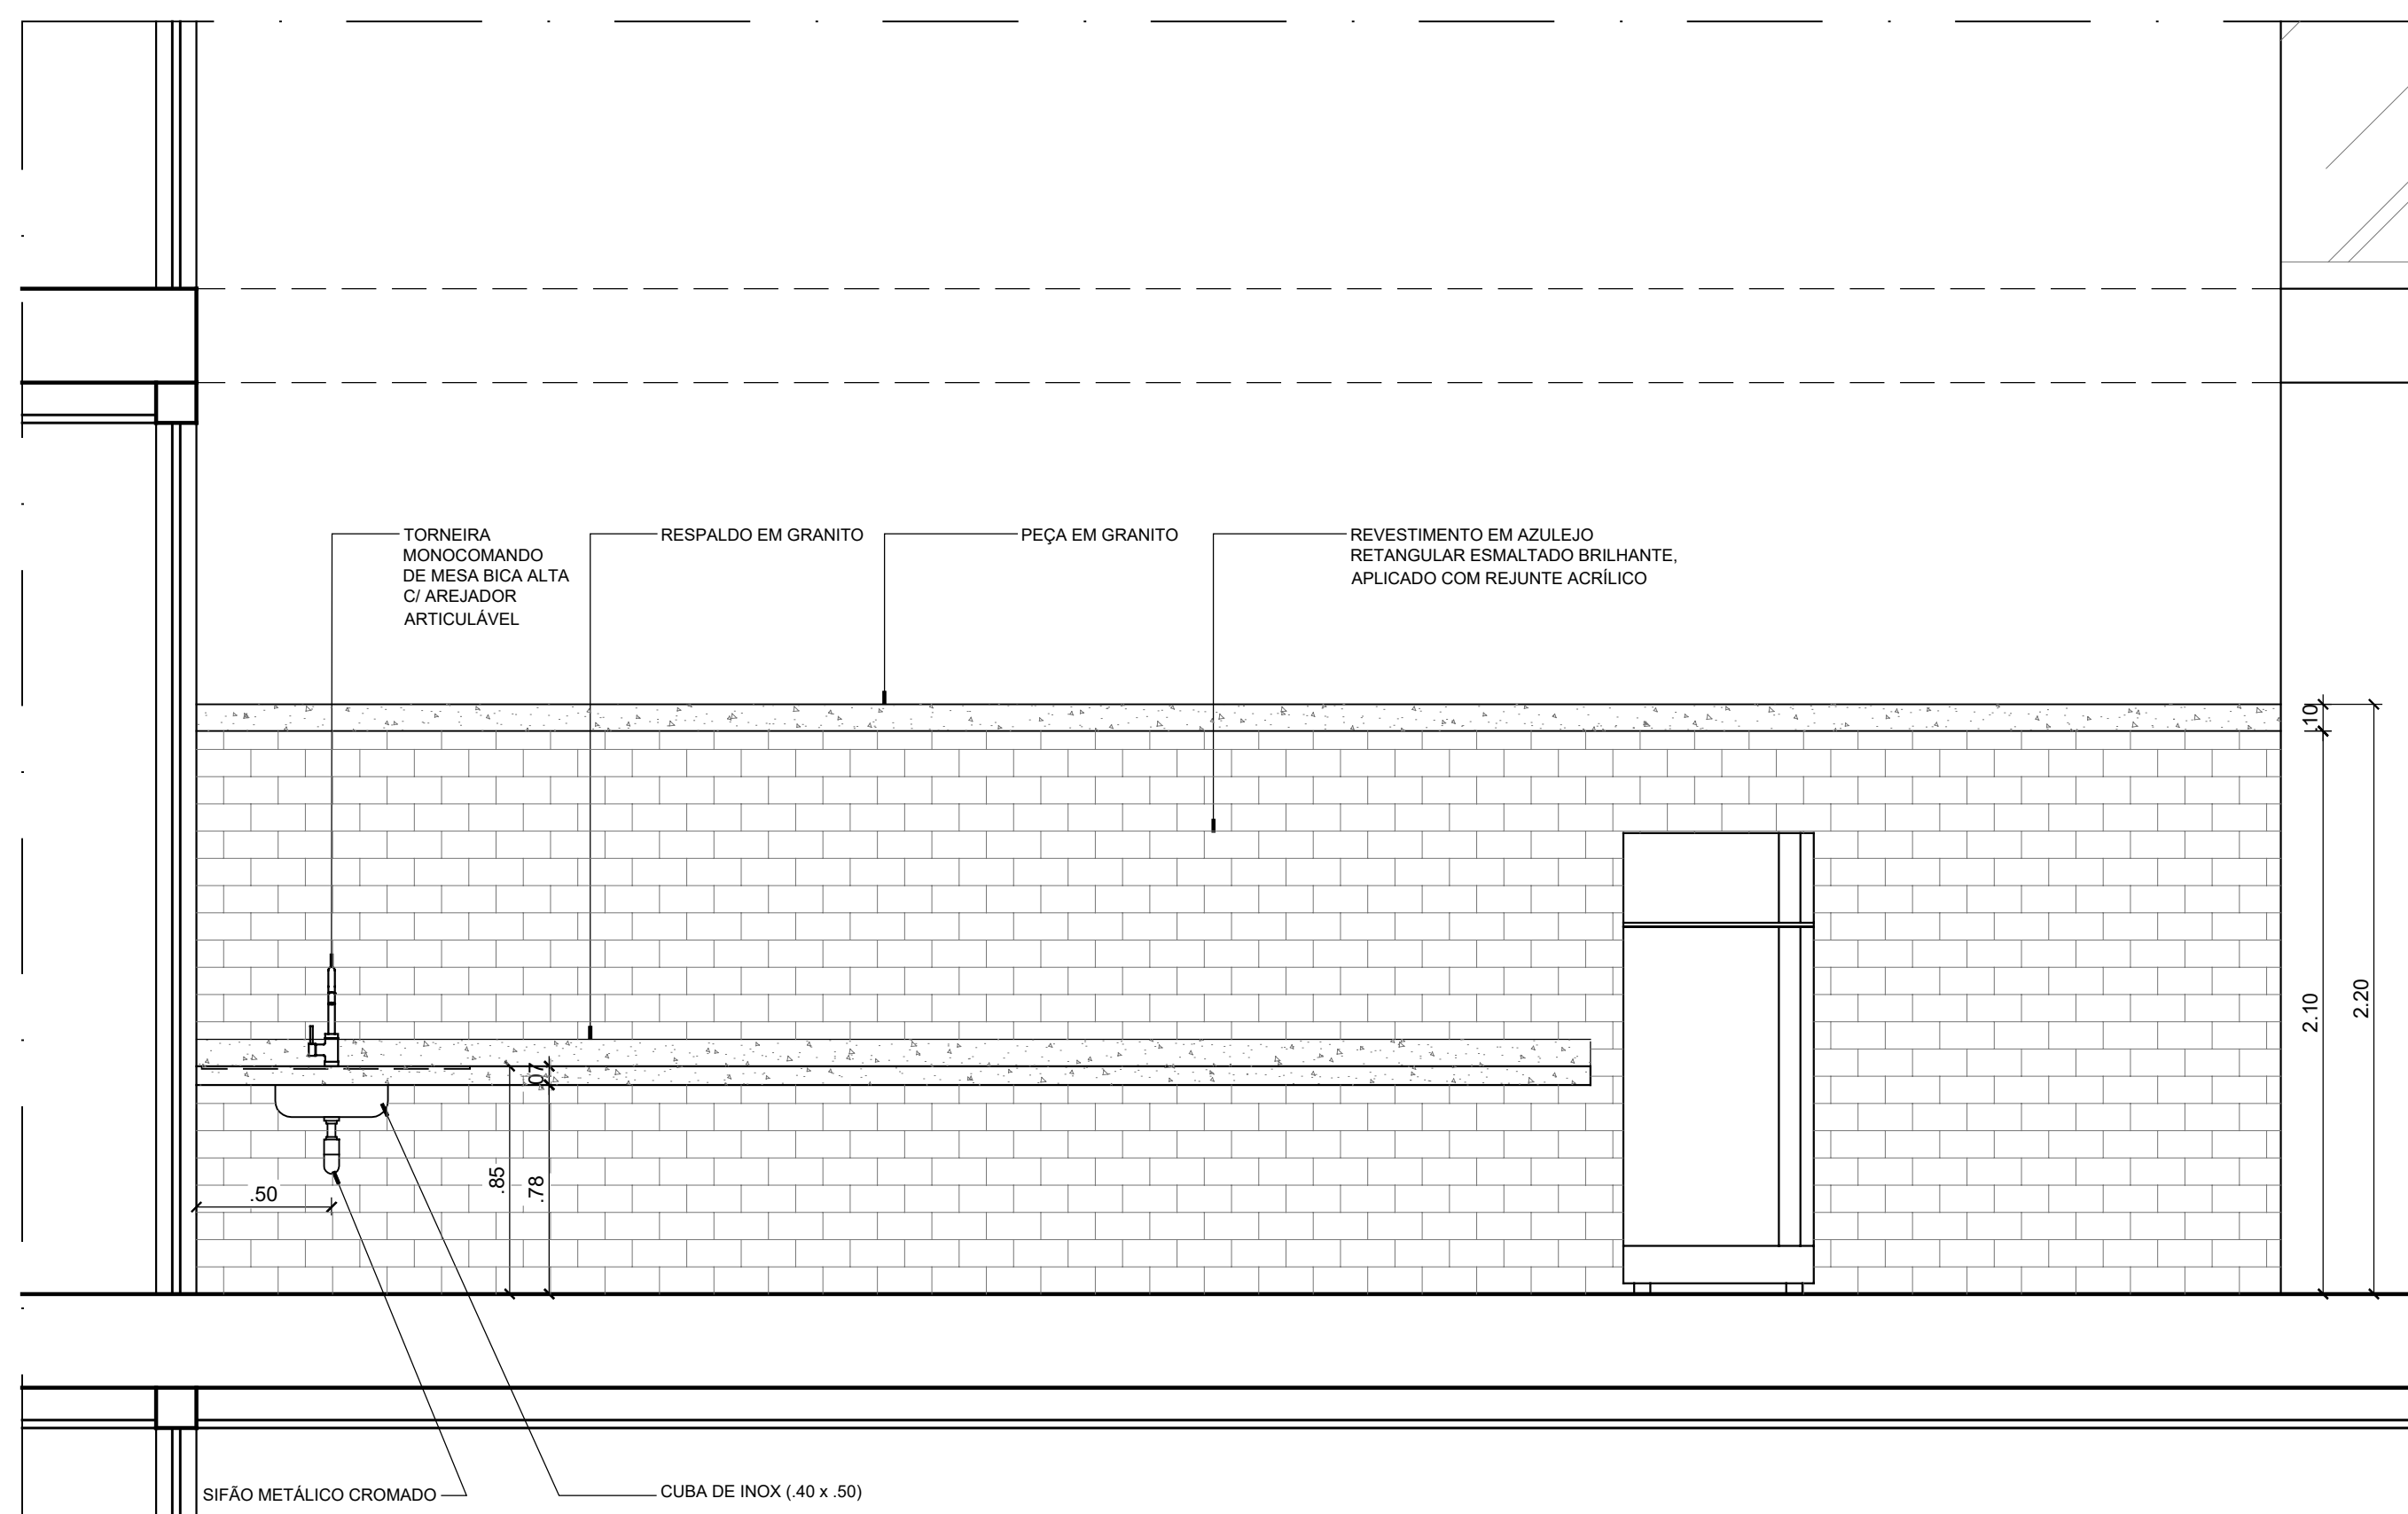 TORNEIRA
MONOCOMANDO
DE MESA BICA ALTA
C/ AREJADOR
ARTICULÁVEL
RESPALDO EM GRANITO
PEÇA EM GRANITO
REVESTIMENTO EM AZULEJO
RETANGULAR ESMALTADO BRILHANTE,
APLICADO COM REJUNTE ACRÍLICO
.10
2.10
2.20
.07
.85
.78
.50
SIFÃO METÁLICO CROMADO
CUBA DE INOX (.40 x .50)